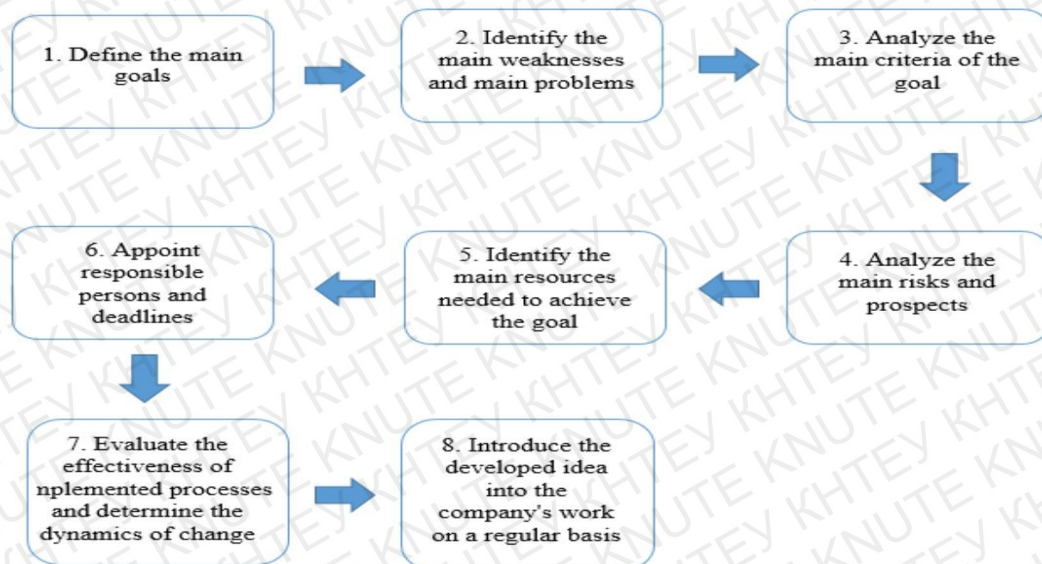 1. Define the main
goals
2. Identify the
main weaknesses
and main problems
3. Analyze the
main criteria of the
goal
4. Analyze the
main risks and
prospects
5. Identify the
main resources
needed to achieve
the goal
6. Appoint
responsible
persons and
deadlines
7. Evaluate the
effectiveness of
nplemented processes
and determine the
dynamics of change
8. Introduce the
developed idea
into the
company's work
on a regular basis
KNUTE KHTEY